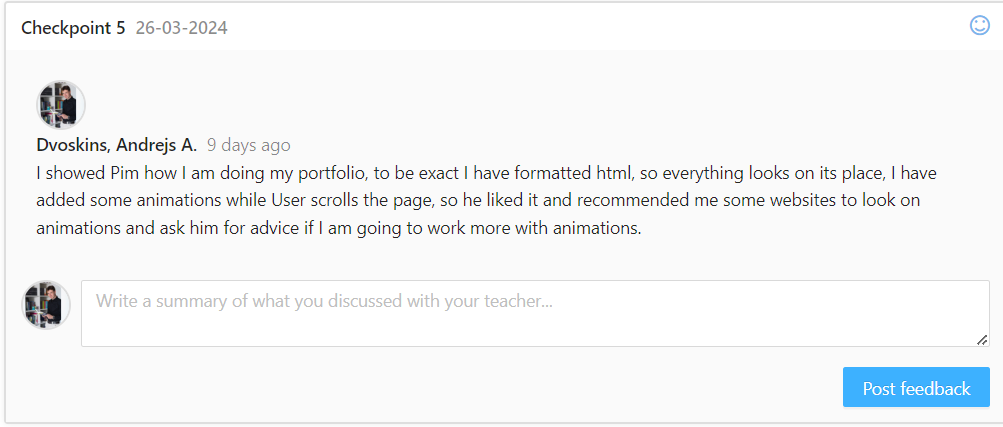 Checkpoint 5 26-03-2024
Dvoskins, Andrejs A. 9 days ago
I showed Pim how I am doing my portfolio, to be exact I have formatted html, so everything looks on its place, I have
added some animations while User scrolls the page, so he liked it and recommended me some websites to look on
animations and ask him for advice if I am going to work more with animations.
Write a summary of what you discussed with your teacher...
Post feedback